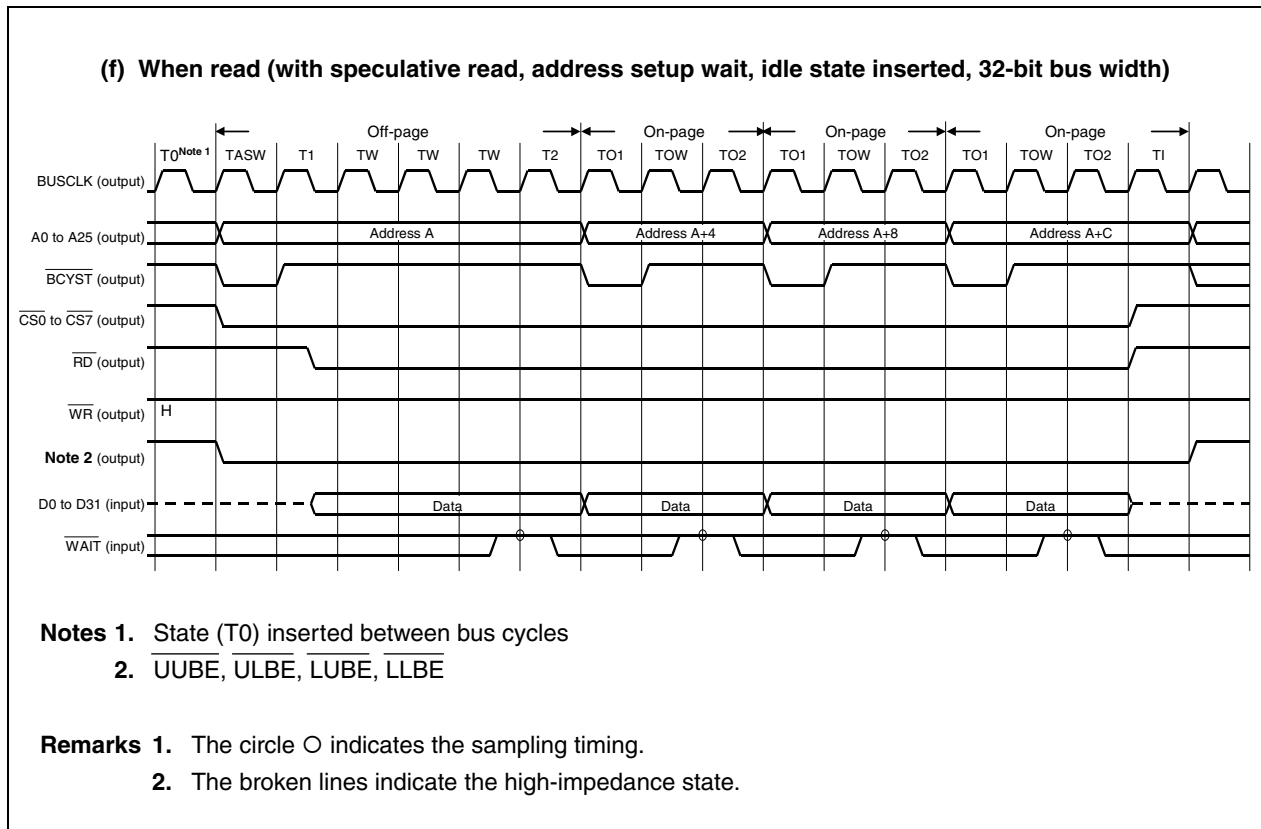 (f) When read (with speculative read, address setup wait, idle state inserted, 32-bit bus width)
Off-page On-page On-page On-page
T0Note 1 TASW T1 TW TW TW T2 TO1 TOW TO2 TO1 TOW TO2 TO1 TOW TO2 TI
BUSCLK (output)
A0 to A25 (output) Address A Address A+4 Address A+8 Address A+C
BCYST (output)
CS0 to CS7 (output)
RD (output)
WR (output) H
Note 2 (output)
D0 to D31 (input) Data Data Data Data
WAIT (input)
Notes 1. State (T0) inserted between bus cycles
2. UUBE, ULBE, LUBE, LLBE
Remarks 1. The circle O indicates the sampling timing.
2. The broken lines indicate the high-impedance state.